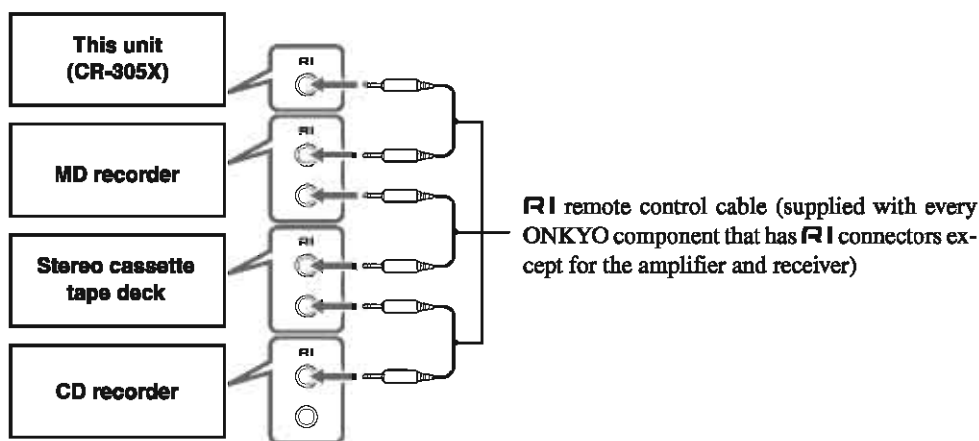 This unit
(CR-305X)
RI
MD recorder
RI
Stereo cassette
tape deck
RI
CD recorder
RI
RI remote control cable (supplied with every
ONKYO component that has RI connectors ex-
cept for the amplifier and receiver)